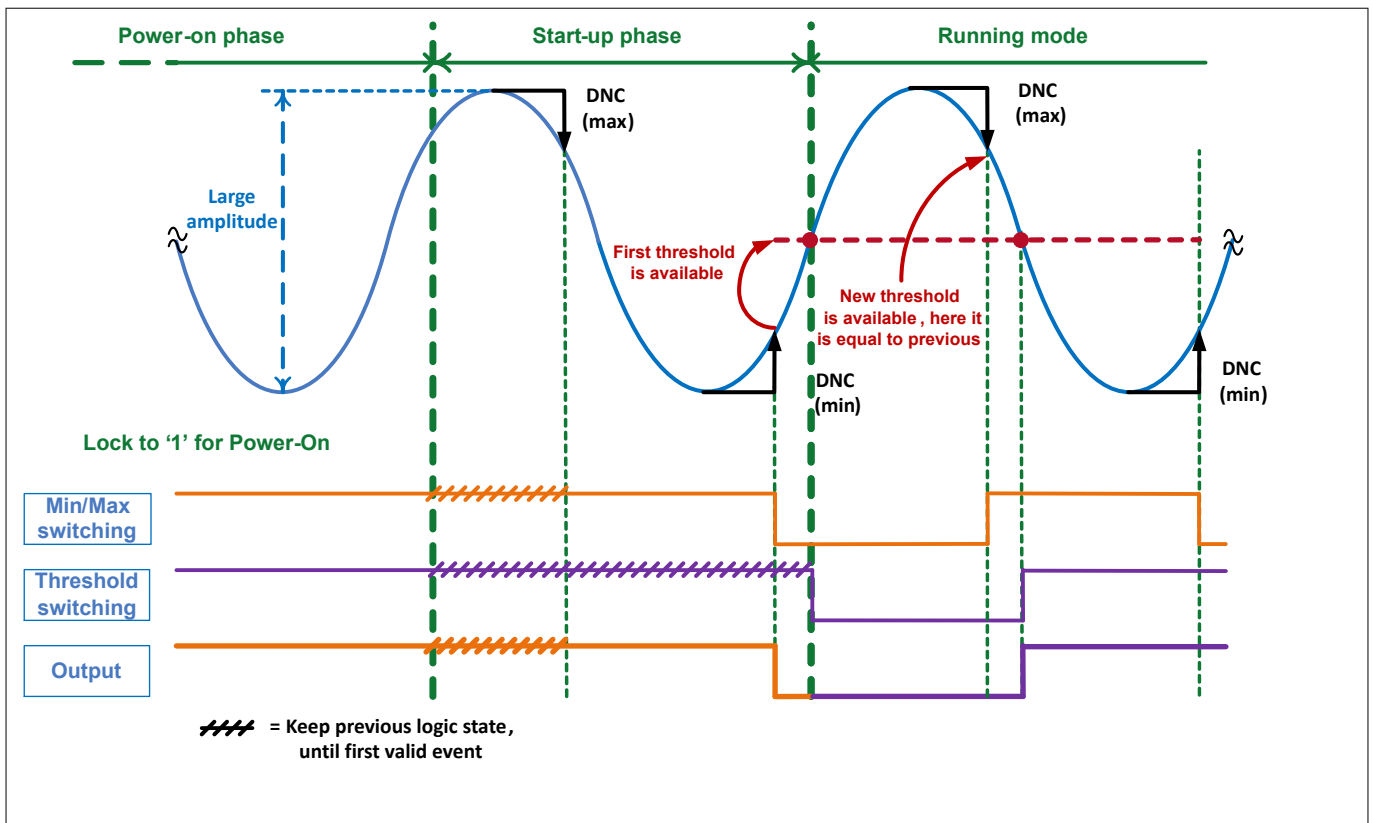 Power-on phase
Start-up phase
Running mode
DNC
(max)
DNC
(max)
Large
amplitude
First threshold
is available
New threshold
is available , here it
is equal to previous
DNC
(min)
DNC
(min)
Lock to ‘1’ for Power-On
Min/Max
switching
Threshold
switching
Output
= Keep previous logic state ,
until first valid event